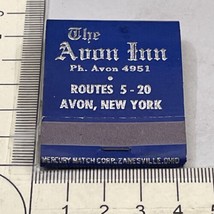 The
Avon Inn
Ph. Avon 4951
ROUTES 5-20
AVON, NEW YORK
MERCURY MATCH CORP. ZANESVILLE, OHIO